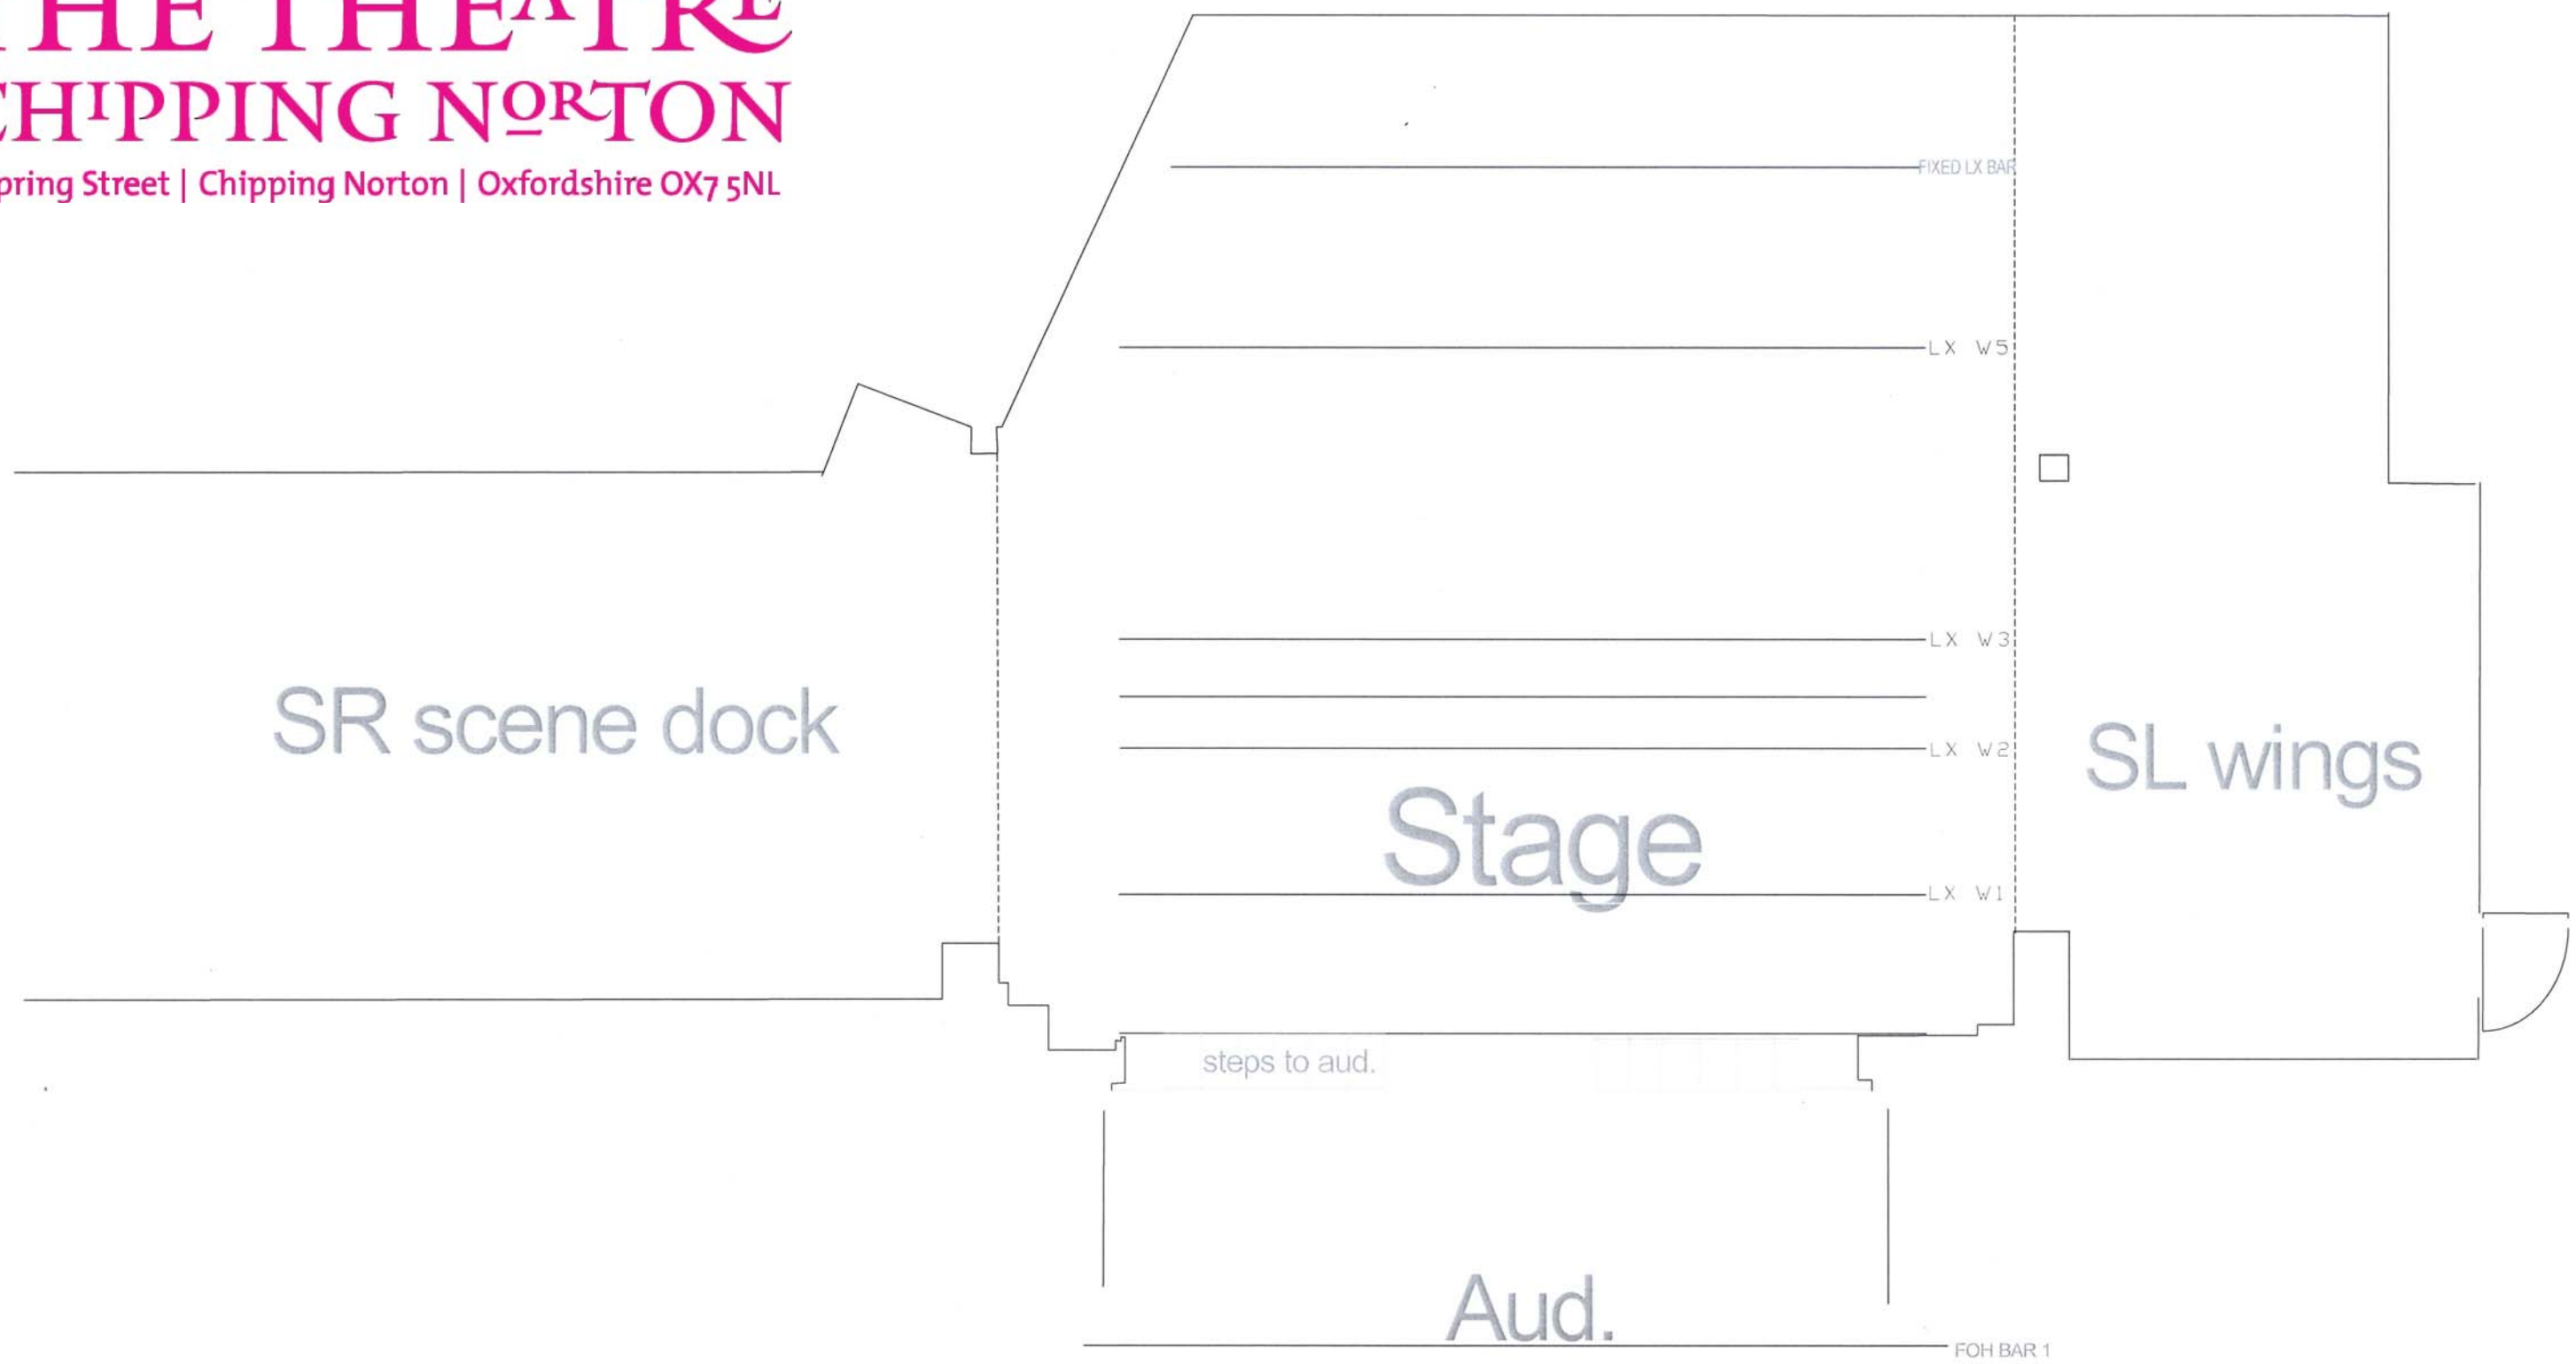 THE THEATRE
CHIPPING NORTON
pring Street | Chipping Norton | Oxfordshire OX7 5NL
FIXED LX BAR
LX W5
LX W3
SR scene dock
LX W2
SL wings
Stage
LX W1
steps to aud.
Aud.
FOH BAR 1